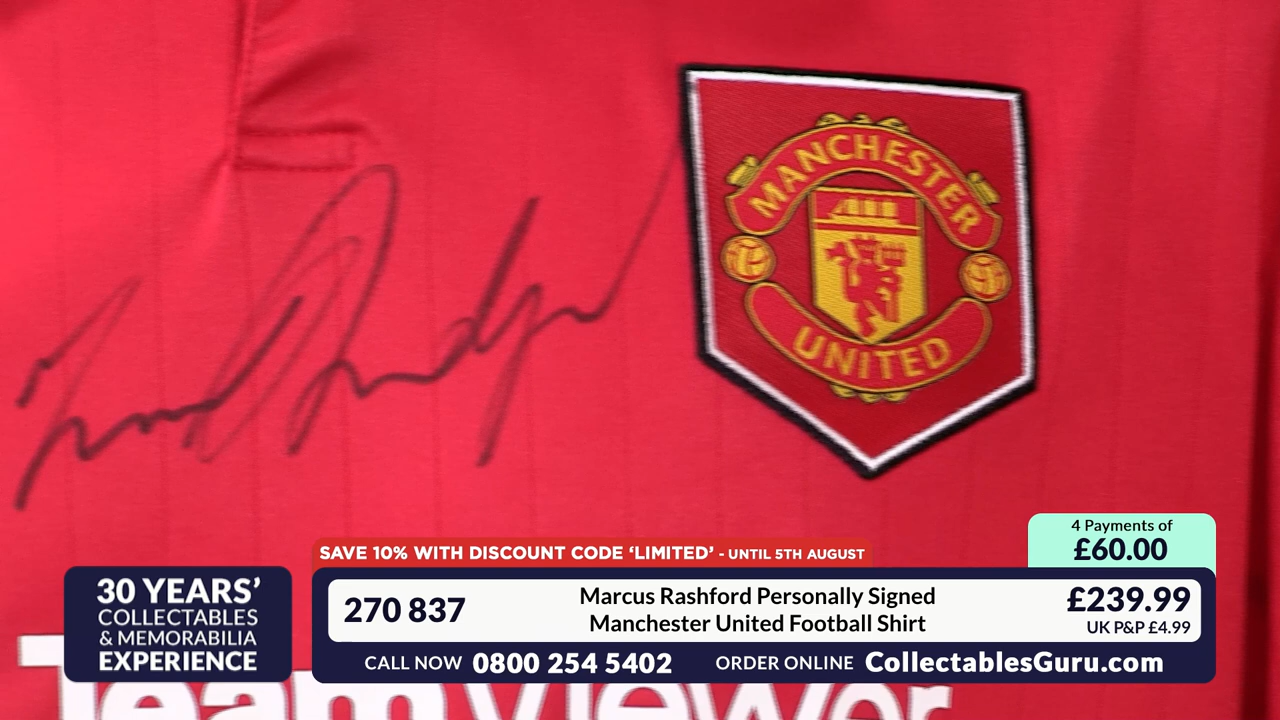 MANCHESTER
UNITED
4 Payments of
£60.00
SAVE 10% WITH DISCOUNT CODE ‘LIMITED’ - UNTIL 5TH AUGUST
30 YEARS’
COLLECTABLES
& MEMORABILIA
EXPERIENCE
270 837
Marcus Rashford Personally Signed
Manchester United Football Shirt
£239.99
UK P&P £4.99
CALL NOW 0800 254 5402
ORDER ONLINE CollectablesGuru.com
TeamViewer